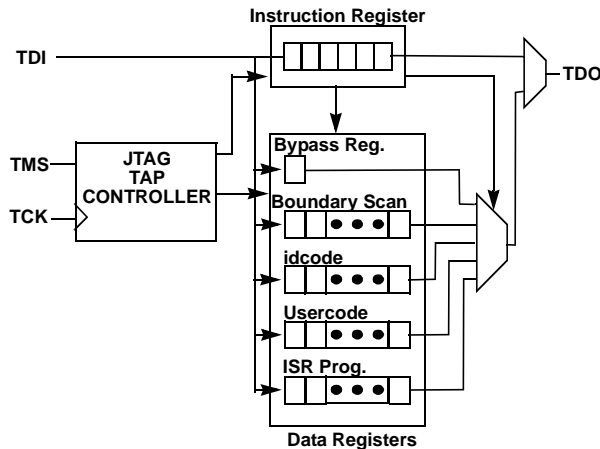 Instruction Register
TDI
TDO
TMS
JTAG
TAP
CONTROLLER
TCK
Bypass Reg.
Boundary Scan
idcode
Usercode
ISR Prog.
Data Registers